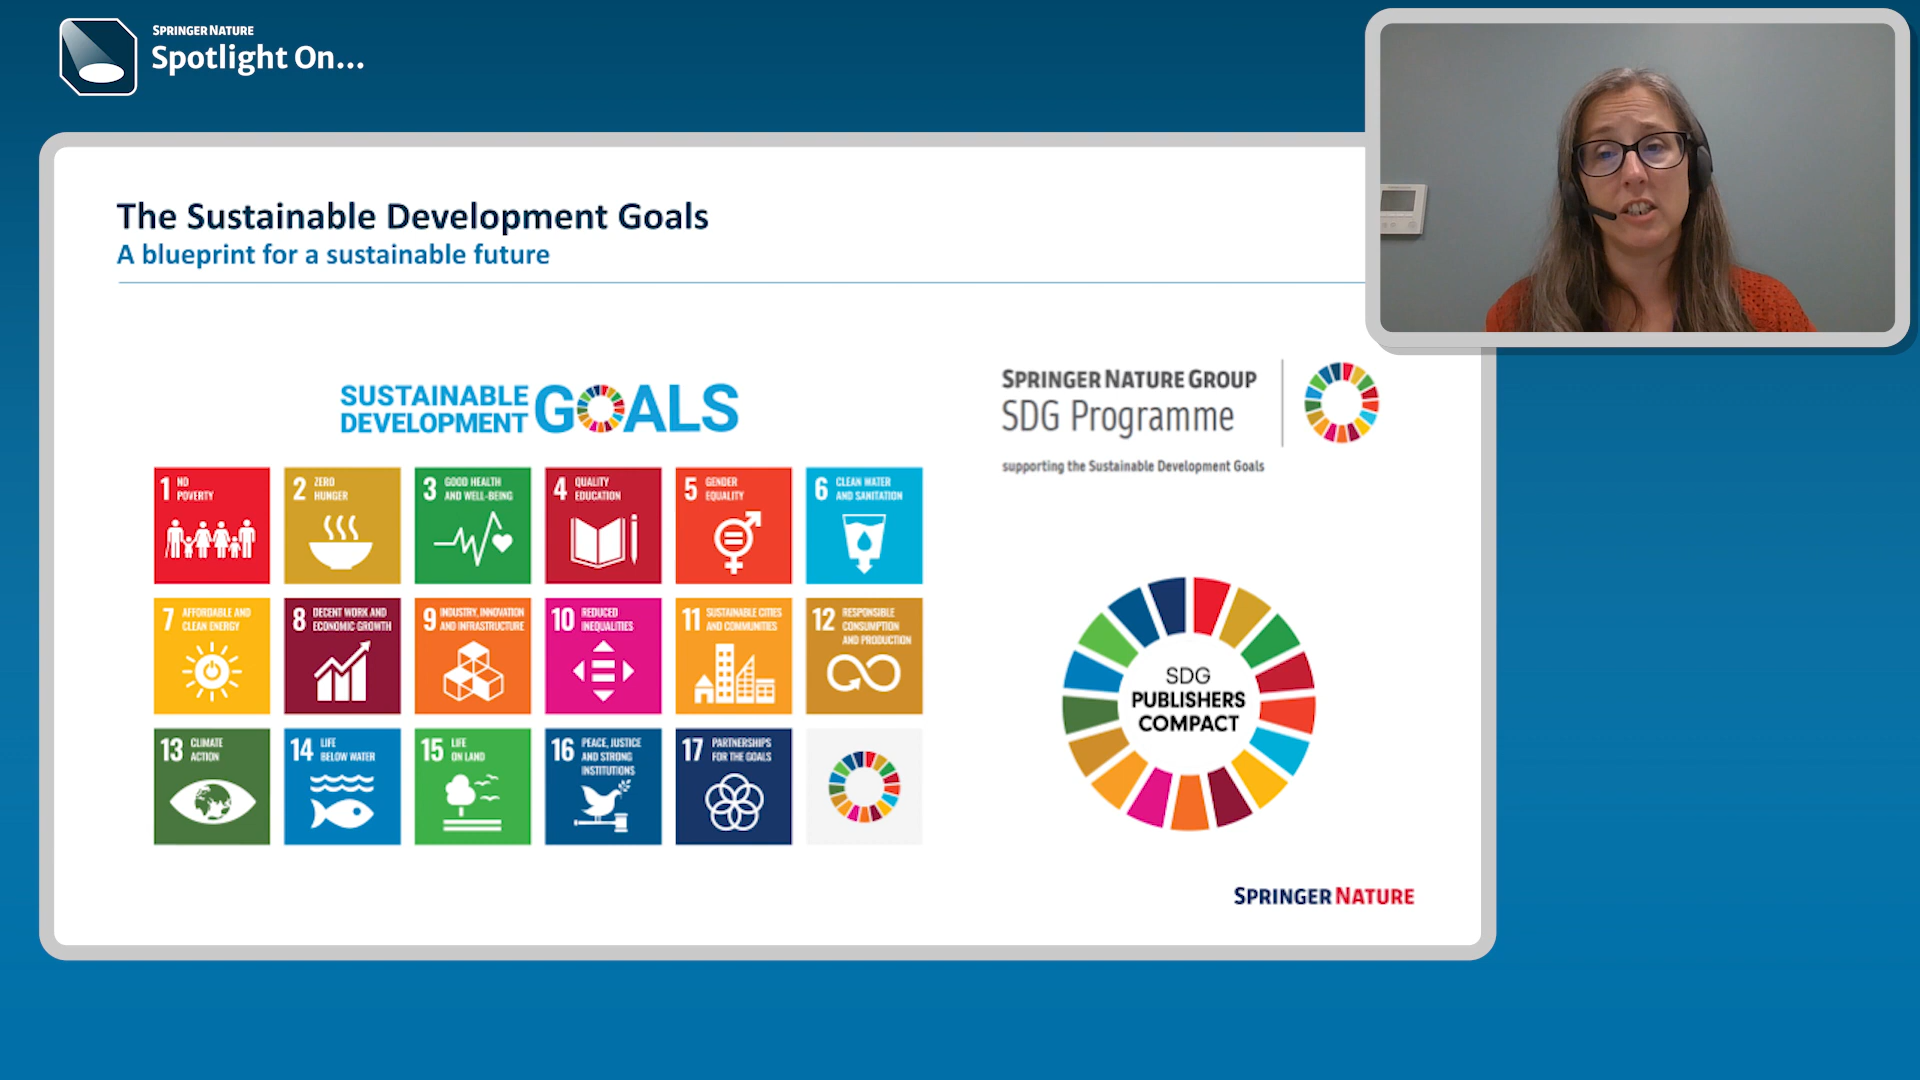 SPRINGER NATURE
Spotlight On...
The Sustainable Development Goals
A blueprint for a sustainable future
SUSTAINABLE
DEVELOPMENT GOALS
SPRINGER NATURE GROUP
SDG Programme
supporting the Sustainable Development Goals
1 NO
POVERTY
2 ZERO
HUNGER
3 GOOD HEALTH
AND WELL-BEING
4 QUALITY
EDUCATION
5 GENDER
EQUALITY
6 CLEAN WATER
AND SANITATION
7 AFFORDABLE AND
CLEAN ENERGY
8 DECENT WORK AND
ECONOMIC GROWTH
9 INDUSTRY, INNOVATION
AND INFRASTRUCTURE
10 REDUCED
INEQUALITIES
11 SUSTAINABLE CITIES
AND COMMUNITIES
12 RESPONSIBLE
CONSUMPTION
AND PRODUCTION
13 CLIMATE
ACTION
14 LIFE
BELOW WATER
15 LIFE
ON LAND
16 PEACE, JUSTICE
AND STRONG
INSTITUTIONS
17 PARTNERSHIPS
FOR THE GOALS
SDG
PUBLISHERS
COMPACT
SPRINGER NATURE